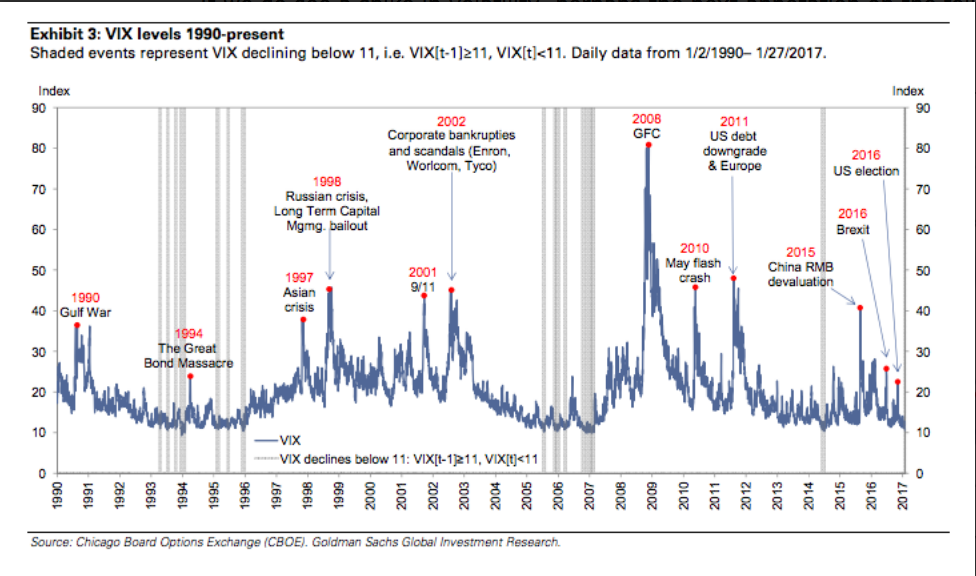 Exhibit 3: VIX levels 1990-present
Shaded events represent VIX declining below 11, i.e. VIX[t-1]≥11, VIX[t]<11. Daily data from 1/2/1990– 1/27/2017.
Index
Index
90
80
70
60
50
40
30
20
10
0
1990
Gulf War
1994
The Great
Bond Massacre
1997
Asian
crisis
1998
Russian crisis,
Long Term Capital
Mgmg. bailout
2001
9/11
2002
Corporate bankrupties
and scandals (Enron,
Worlcom, Tyco)
2008
GFC
2010
May flash
crash
2011
US debt
downgrade
& Europe
2015
China RMB
devaluation
2016
Brexit
2016
US election
90
80
70
60
50
40
30
20
10
0
VIX
VIX declines below 11: VIX[t-1]≥11, VIX[t]<11
1990
1991
1992
1993
1994
1995
1996
1997
1998
1999
2000
2001
2002
2003
2004
2005
2006
2007
2008
2009
2010
2011
2012
2013
2014
2015
2016
2017
Source: Chicago Board Options Exchange (CBOE). Goldman Sachs Global Investment Research.